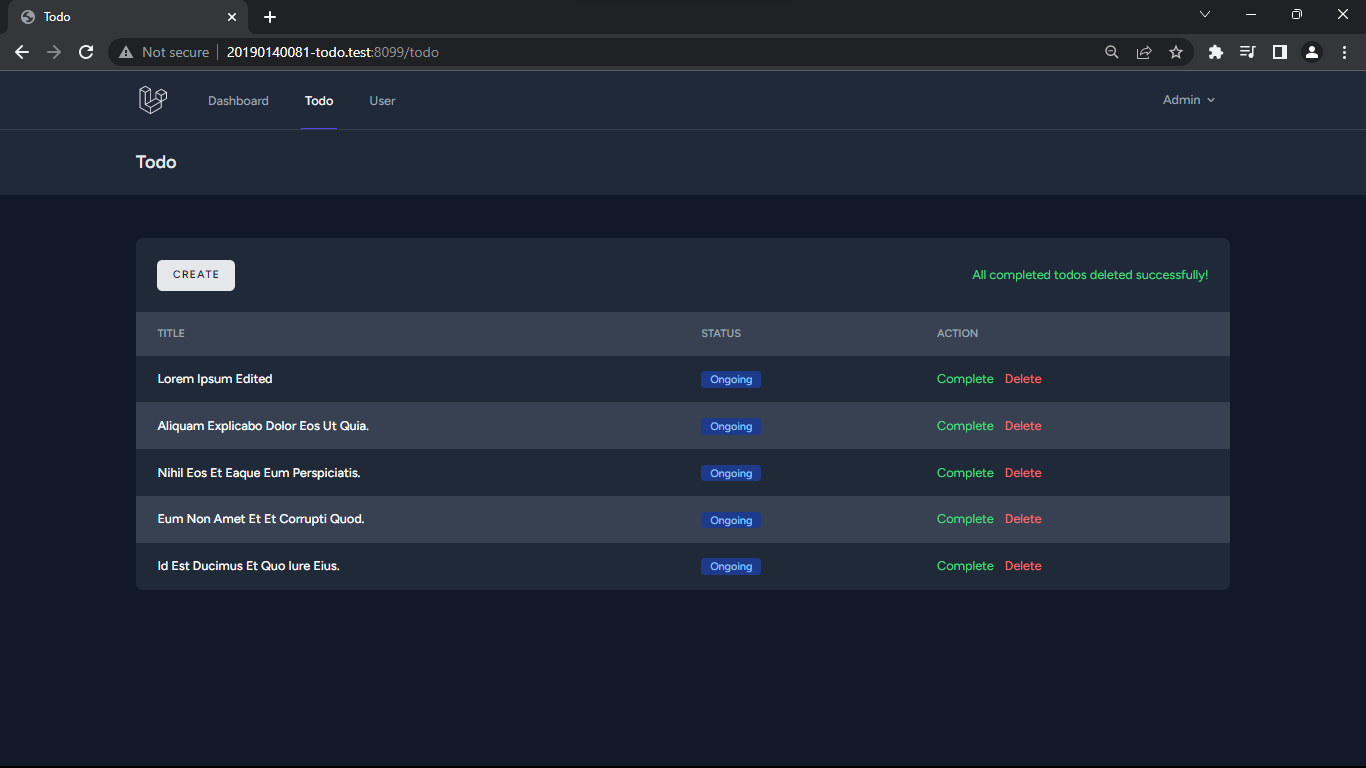 Todo
Not secure 20190140081-todo.test:8099/todo
Dashboard Todo User Admin
Todo
CREATE All completed todos deleted successfully!
TITLE STATUS ACTION
Lorem Ipsum Edited Ongoing Complete Delete
Aliquam Explicabo Dolor Eos Ut Quia. Ongoing Complete Delete
Nihil Eos Et Eaque Eum Perspiciatis. Ongoing Complete Delete
Eum Non Amet Et Et Corrupti Quod. Ongoing Complete Delete
Id Est Ducimus Et Quo Iure Eius. Ongoing Complete Delete